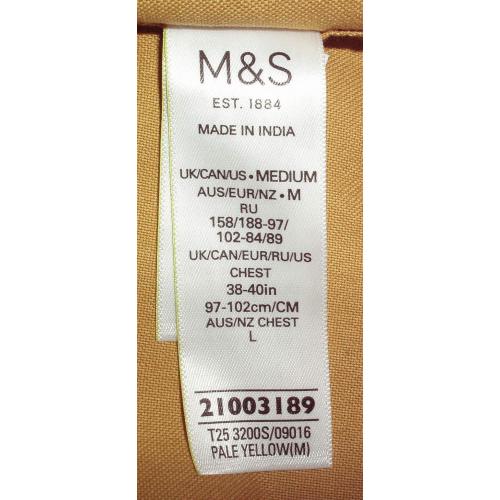 M&S
EST. 1884
MADE IN INDIA
UK/CAN/US • MEDIUM
AUS/EUR/NZ • M
RU
158/188-97/
102-84/89
UK/CAN/EUR/RU/US
CHEST
38-40in
97-102cm/CM
AUS/NZ CHEST
L
21003189
T25 3200S/09016
PALE YELLOW(M)